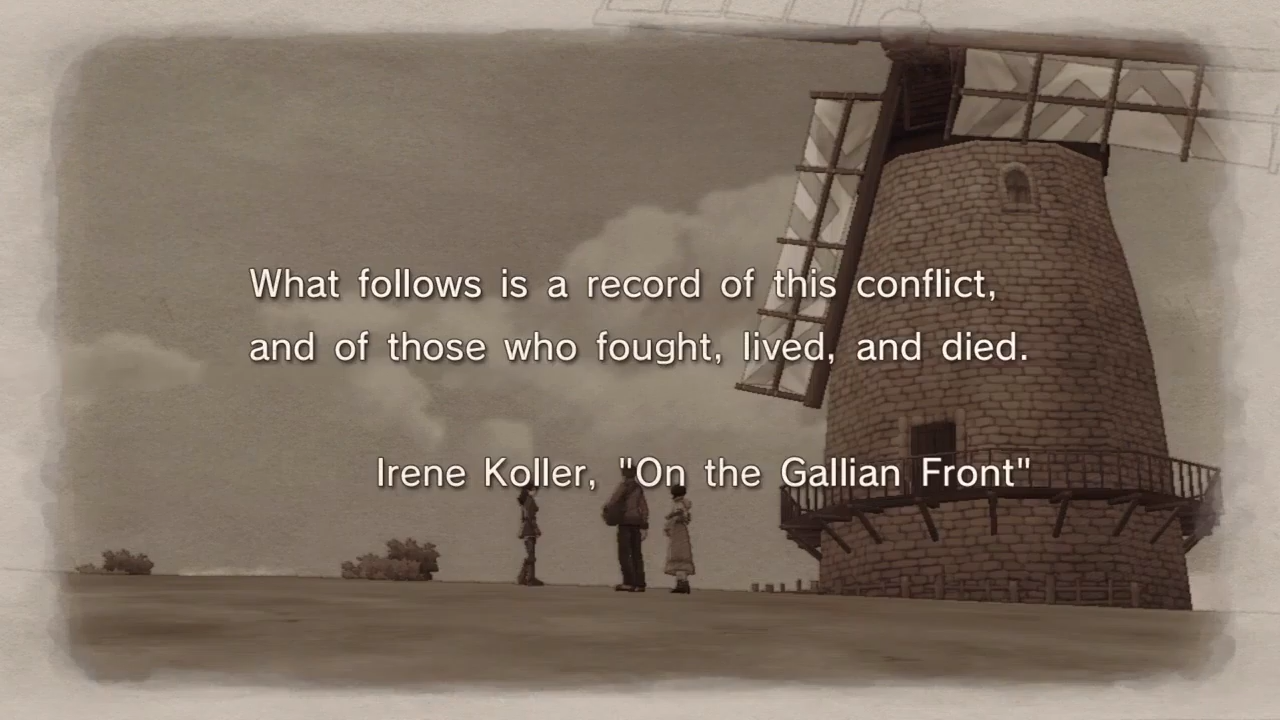 What follows is a record of this conflict,
and of those who fought, lived, and died.
Irene Koller, "On the Gallian Front"